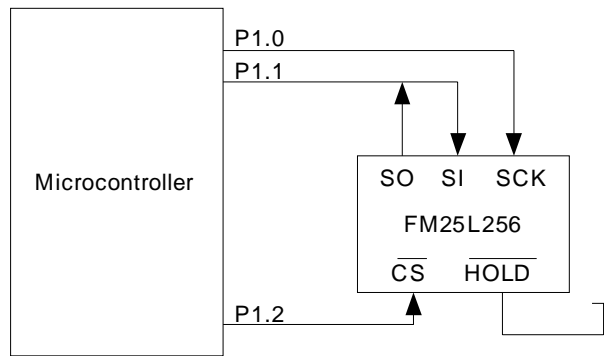 P1.0
P1.1
Microcontroller
SO SI SCK
FM25L256
CS HOLD
P1.2